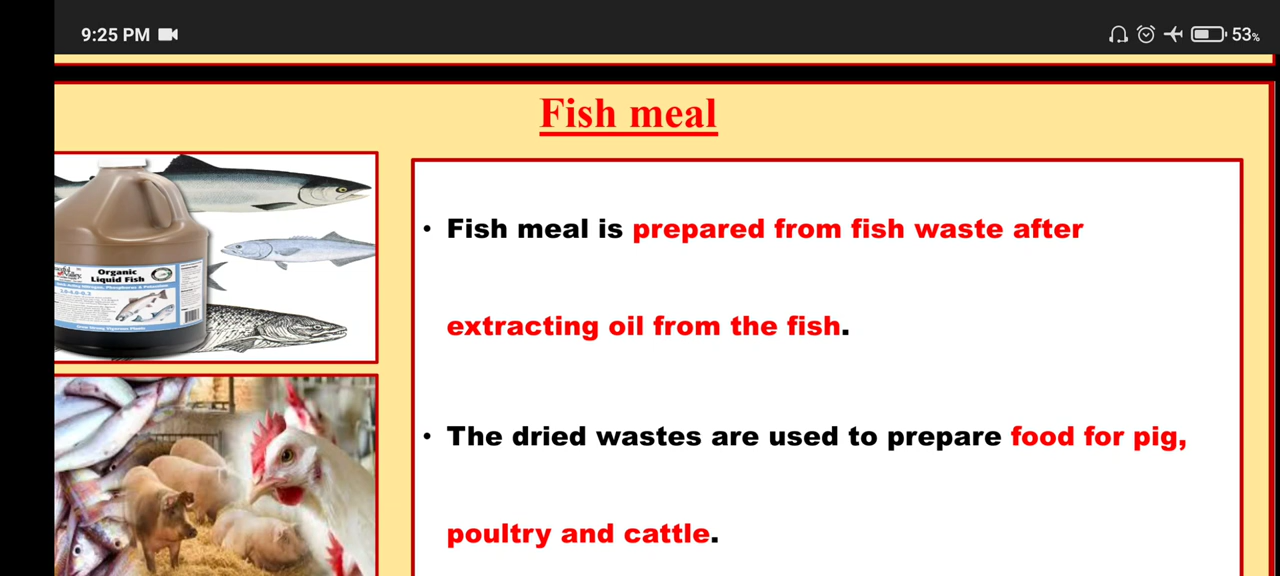 9:25 PM
53%
Fish meal
• Fish meal is prepared from fish waste after
extracting oil from the fish.
• The dried wastes are used to prepare food for pig,
poultry and cattle.
Organic
Liquid Fish